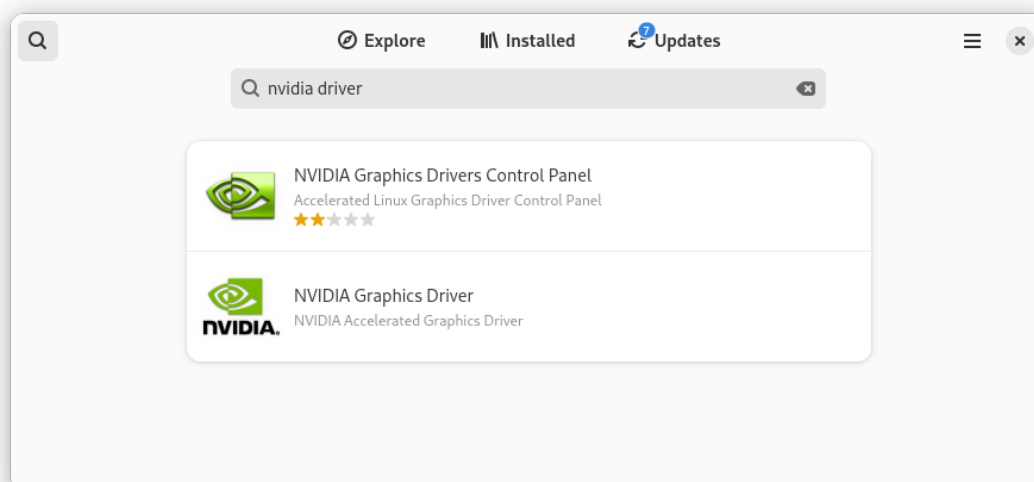 Explore
Installed
7
Updates
nvidia driver
NVIDIA Graphics Drivers Control Panel
Accelerated Linux Graphics Driver Control Panel
NVIDIA Graphics Driver
NVIDIA Accelerated Graphics Driver
NVIDIA.